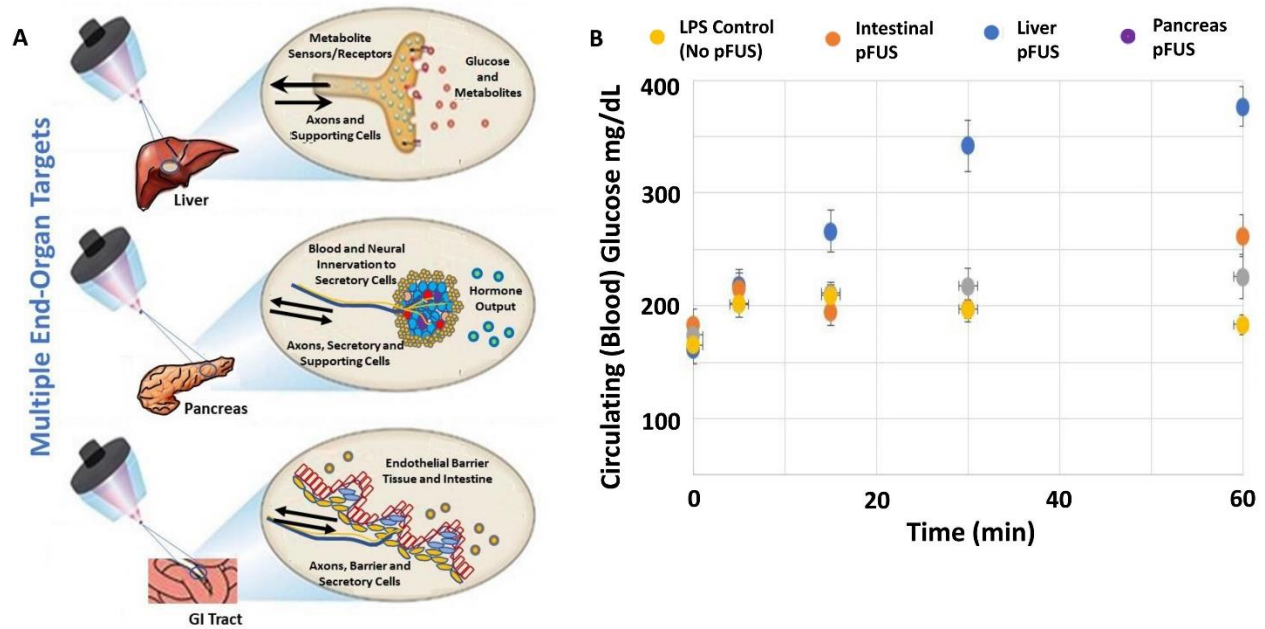 A
Multiple End-Organ Targets
Metabolite
Sensors/Receptors
Glucose
and
Metabolites
Axons and
Supporting Cells
Liver
Blood and Neural
Innervation to
Secretory Cells
Hormone
Output
Axons, Secretory and
Supporting Cells
Pancreas
Endothelial Barrier
Tissue and Intestine
Axons, Barrier and
Secretory Cells
GI Tract
B
LPS Control
(No pFUS)
Intestinal
pFUS
Liver
pFUS
Pancreas
pFUS
Circulating (Blood) Glucose mg/dL
400
300
200
100
0
20
40
60
Time (min)